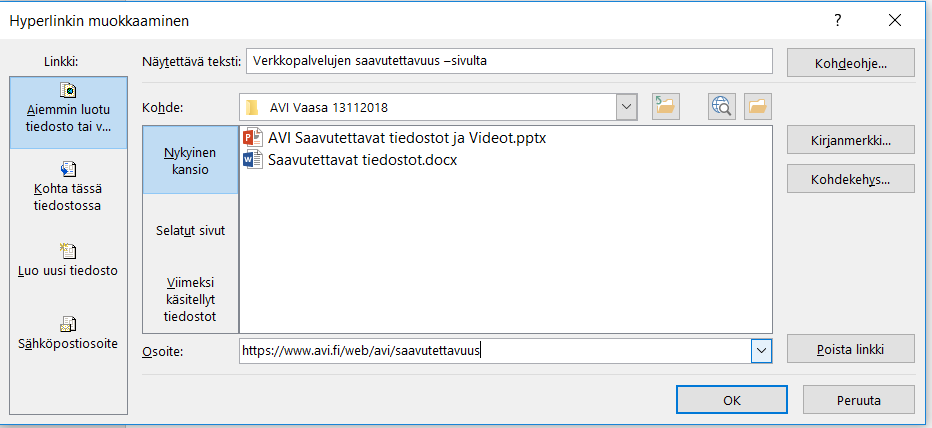 Hyperlinkin muokkaaminen
Linkki:
Näytettävä teksti: Verkkopalvelujen saavutettavuus –sivulta
Kohdeohje...
Aiemmin luotu
tiedosto tai v...
Kohta tässä
tiedostossa
Luo uusi tiedosto
Sähköpostiosoite
Kohde: AVI Vaasa 13112018
Nykyinen
kansio
Selatut sivut
Viimeksi
käsitellyt
tiedostot
AVI Saavutettavat tiedostot ja Videot.pptx
Saavutettavat tiedostot.docx
Kirjanmerkki...
Kohdekehys...
Osoite: https://www.avi.fi/web/avi/saavutettavuus
Poista linkki
OK
Peruuta